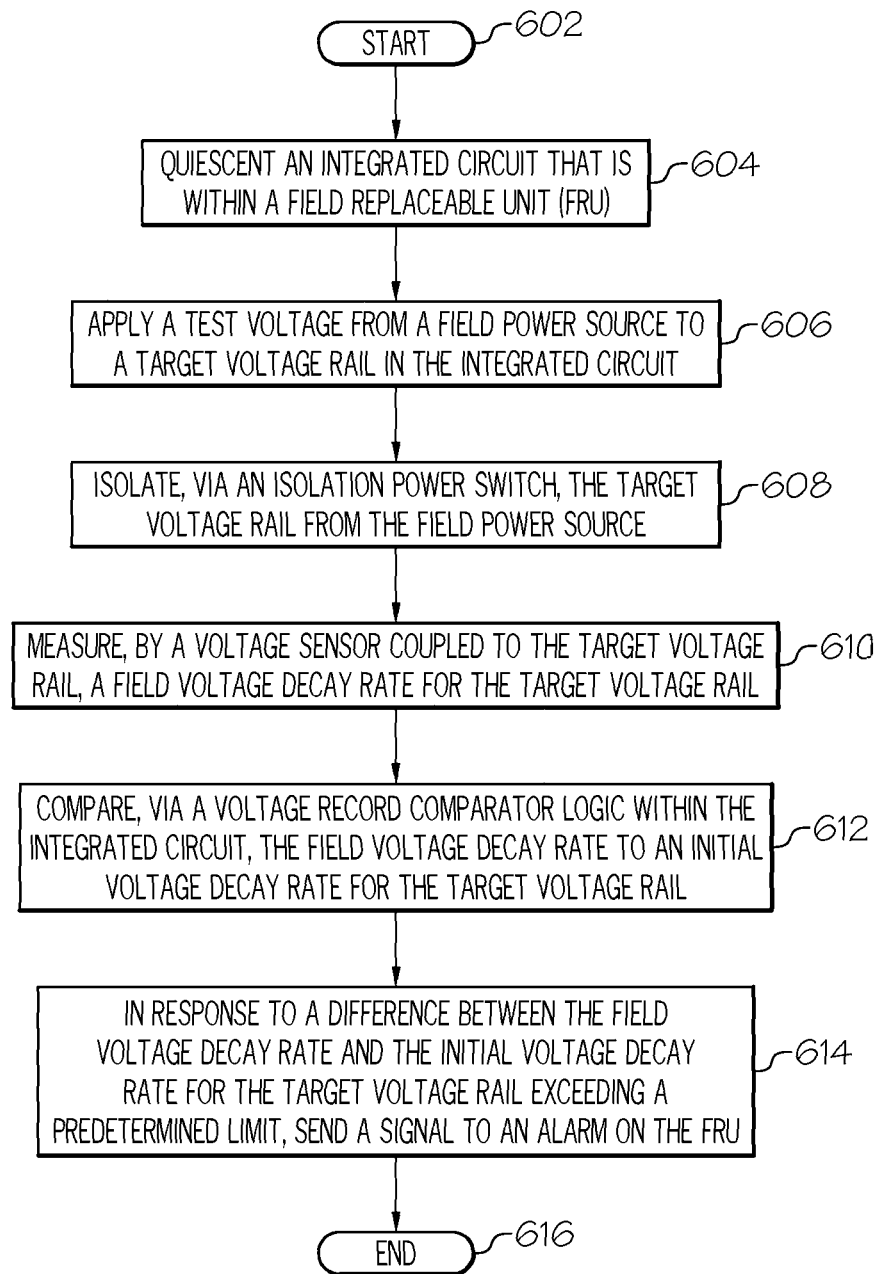 START
602
QUIESCENT AN INTEGRATED CIRCUIT THAT IS
WITHIN A FIELD REPLACEABLE UNIT (FRU)
604
APPLY A TEST VOLTAGE FROM A FIELD POWER SOURCE TO
A TARGET VOLTAGE RAIL IN THE INTEGRATED CIRCUIT
606
ISOLATE, VIA AN ISOLATION POWER SWITCH, THE TARGET
VOLTAGE RAIL FROM THE FIELD POWER SOURCE
608
MEASURE, BY A VOLTAGE SENSOR COUPLED TO THE TARGET VOLTAGE
RAIL, A FIELD VOLTAGE DECAY RATE FOR THE TARGET VOLTAGE RAIL
610
COMPARE, VIA A VOLTAGE RECORD COMPARATOR LOGIC WITHIN THE
INTEGRATED CIRCUIT, THE FIELD VOLTAGE DECAY RATE TO AN INITIAL
VOLTAGE DECAY RATE FOR THE TARGET VOLTAGE RAIL
612
IN RESPONSE TO A DIFFERENCE BETWEEN THE FIELD
VOLTAGE DECAY RATE AND THE INITIAL VOLTAGE DECAY
RATE FOR THE TARGET VOLTAGE RAIL EXCEEDING A
PREDETERMINED LIMIT, SEND A SIGNAL TO AN ALARM ON THE FRU
614
END
616